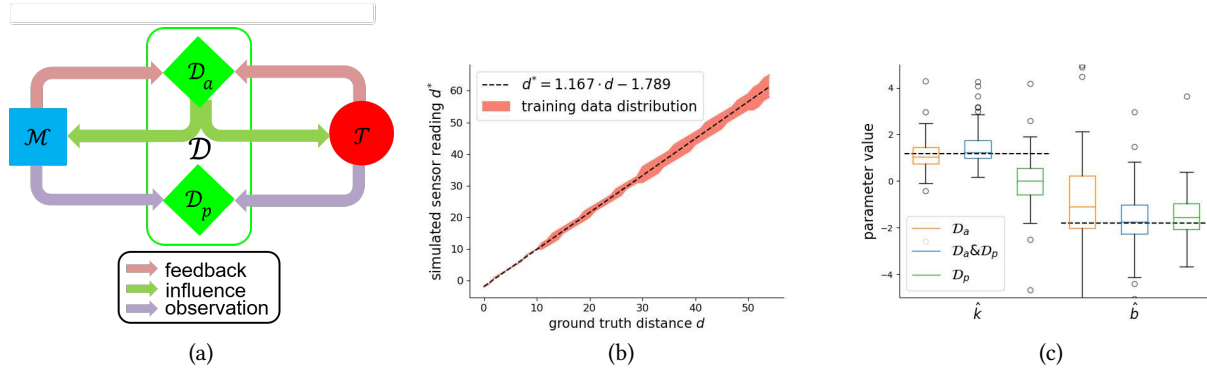 𝒟a
ℳ
𝒯
𝒟
𝒟p
feedback
influence
observation
(a)
simulated sensor reading d*
60
50
40
30
20
10
0
d* = 1.167 · d − 1.789
training data distribution
0 10 20 30 40 50
ground truth distance d
(b)
parameter value
4
2
0
−2
−4
𝒟a
𝒟a&𝒟p
𝒟p
k̂ b̂
(c)